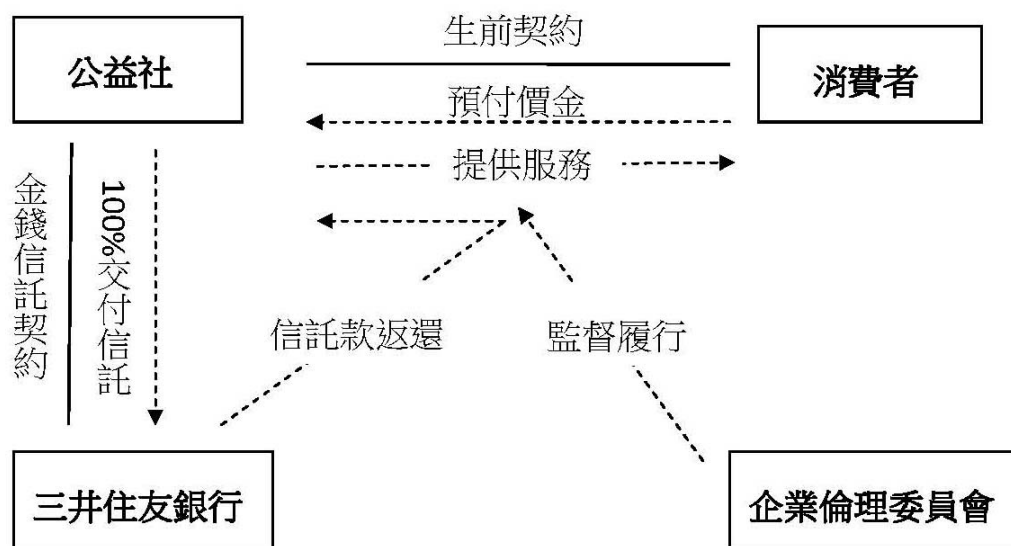 公益社
生前契約
消費者
預付價金
提供服務
金錢信託契約
100%交付信託
信託款返還
監督履行
三井住友銀行
企業倫理委員會